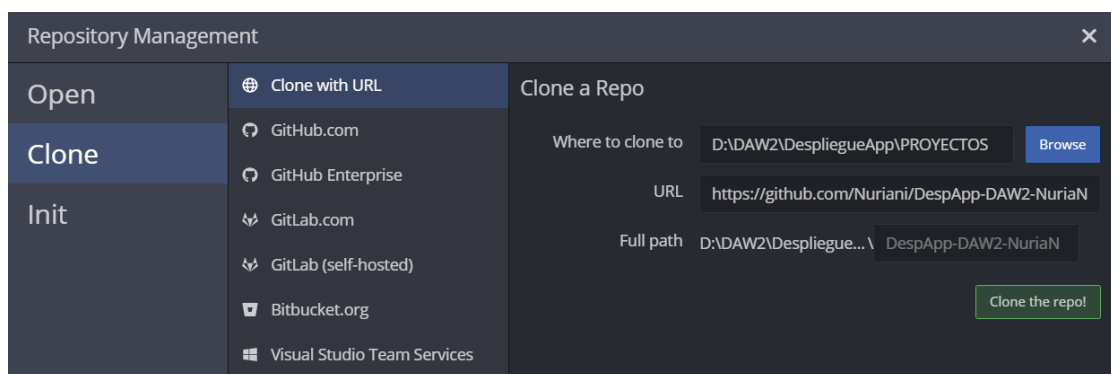 Repository Management
Open
Clone
Init
Clone with URL
GitHub.com
GitHub Enterprise
GitLab.com
GitLab (self-hosted)
Bitbucket.org
Visual Studio Team Services
Clone a Repo
Where to clone to D:\DAW2\DespliegueApp\PROYECTOS Browse
URL https://github.com/Nuriani/DespApp-DAW2-NuriaN
Full path D:\DAW2\Despliegue... \ DespApp-DAW2-NuriaN
Clone the repo!